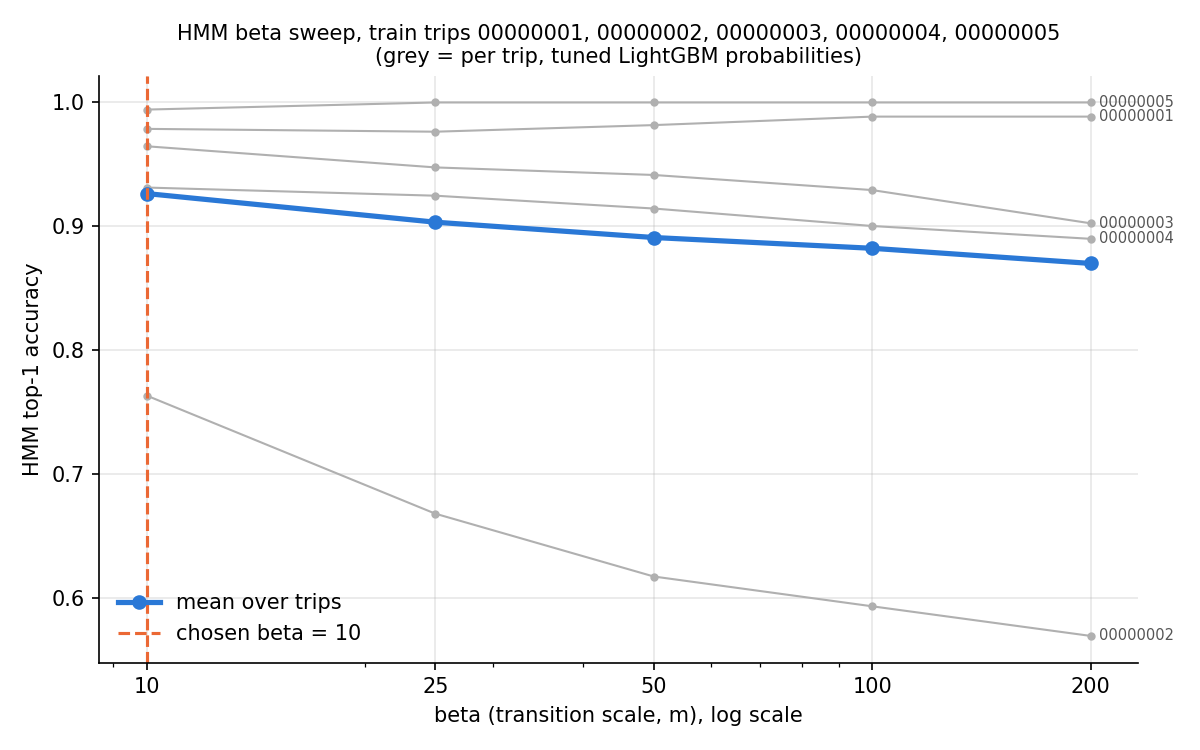 HMM beta sweep, train trips 00000001, 00000002, 00000003, 00000004, 00000005
(grey = per trip, tuned LightGBM probabilities)
HMM top-1 accuracy
1.0
0.9
0.8
0.7
0.6
00000005
00000001
00000003
00000004
00000002
mean over trips
chosen beta = 10
10
25
50
100
200
beta (transition scale, m), log scale